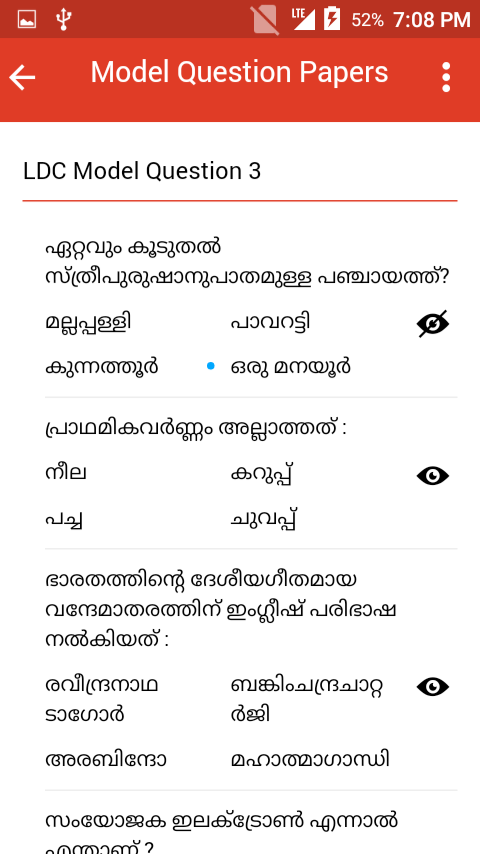 LTE 52% 7:08 PM
Model Question Papers
LDC Model Question 3
ഏറ്റവും കൂടുതൽ
സ്ത്രീപുരുഷാനുപാതമുള്ള പഞ്ചായത്ത്?
മല്ലപ്പള്ളി പാവറട്ടി
കുന്നത്തൂർ ഒരു മനയൂർ
പ്രാഥമികവർണ്ണം അല്ലാത്തത് :
നീല കറുപ്പ്
പച്ച ചുവപ്പ്
ഭാരതത്തിന്റെ ദേശീയഗീതമായ
വന്ദേമാതരത്തിന് ഇംഗ്ലീഷ് പരിഭാഷ
നൽകിയത് :
രവീന്ദ്രനാഥ ബങ്കിംചന്ദ്രചാറ്റ
ടാഗോർ ർജി
അരബിന്ദോ മഹാത്മാഗാന്ധി
സംയോജക ഇലക്ട്രോൺ എന്നാൽ
എന്താണ് ?